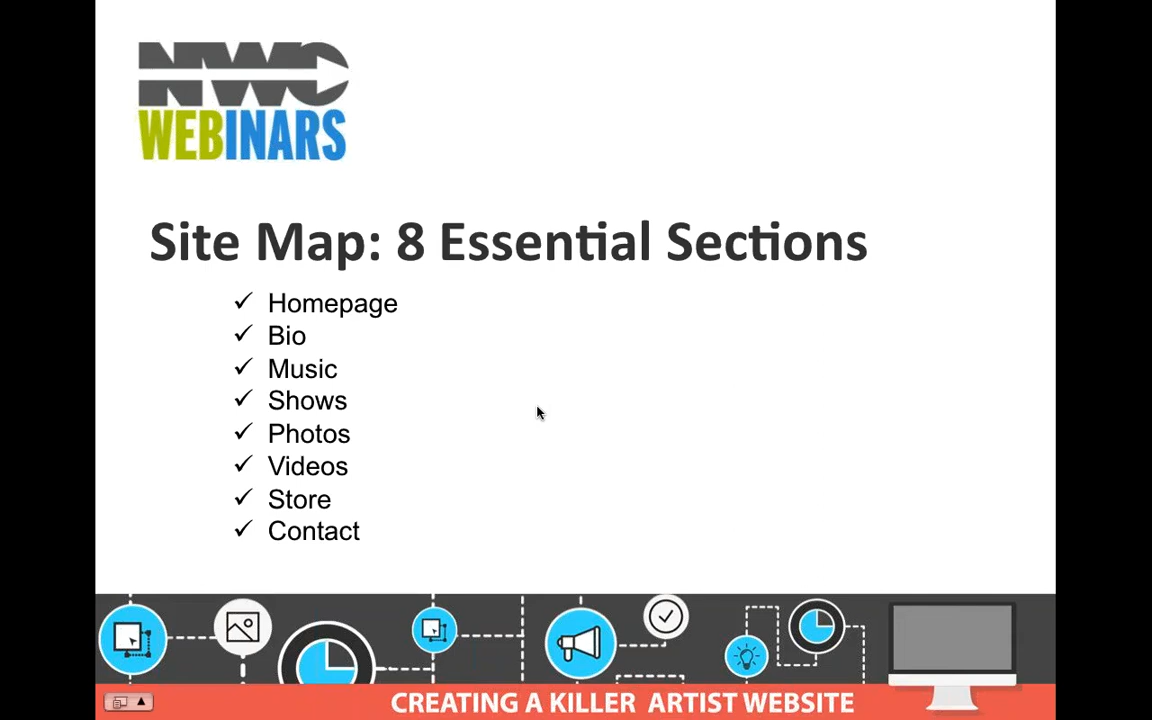 NWC
WEBINARS
Site Map: 8 Essential Sections
Homepage
Bio
Music
Shows
Photos
Videos
Store
Contact
CREATING A KILLER ARTIST WEBSITE